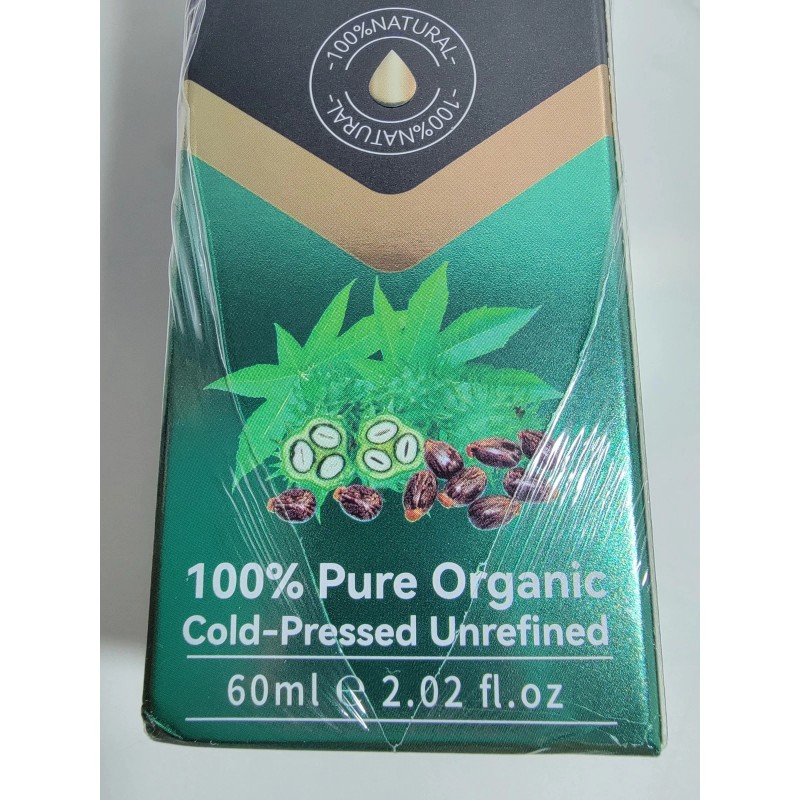 -100%NATURAL-
-100%NATURAL-
100% Pure Organic
Cold-Pressed Unrefined
60ml ℮ 2.02 fl.oz